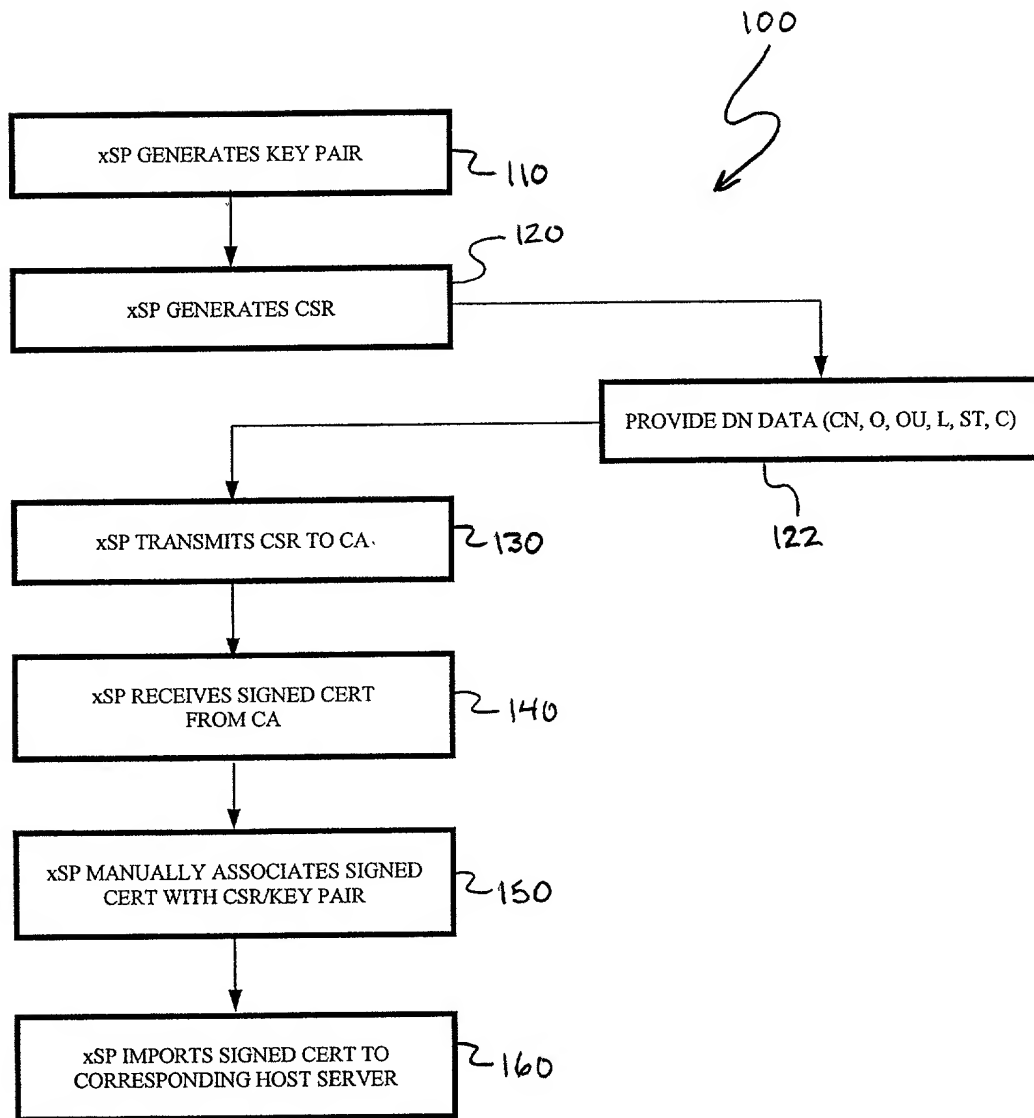 100
xSP GENERATES KEY PAIR
110
120
xSP GENERATES CSR
PROVIDE DN DATA (CN, O, OU, L, ST, C)
122
xSP TRANSMITS CSR TO CA
130
xSP RECEIVES SIGNED CERT
FROM CA
140
xSP MANUALLY ASSOCIATES SIGNED
CERT WITH CSR/KEY PAIR
150
xSP IMPORTS SIGNED CERT TO
CORRESPONDING HOST SERVER
160